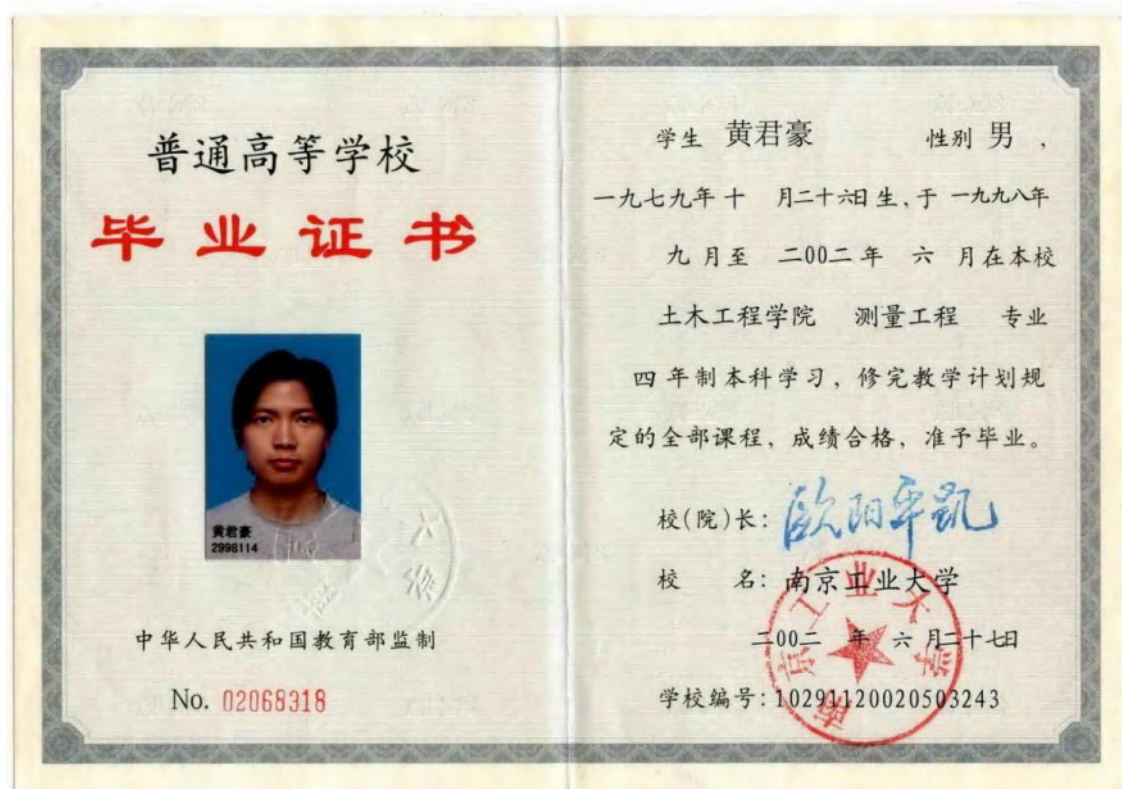 普通高等学校
毕业证书
黄君豪
2998114
中华人民共和国教育部监制
No. 02068318
学生 黄君豪 性别 男 ，
一九七九年 十 月二十六日 生，于 一九九八年
九 月至 二00二 年 六 月在本校
土木工程学院 测量工程 专业
四 年制本科学习，修完教学计划规
定的全部课程，成绩合格，准予毕业。
校(院)长：欧阳平凯
校 名：南京工业大学
南京工业大学
二00二 年 六 月二十七日
学校编号：10291120020503243